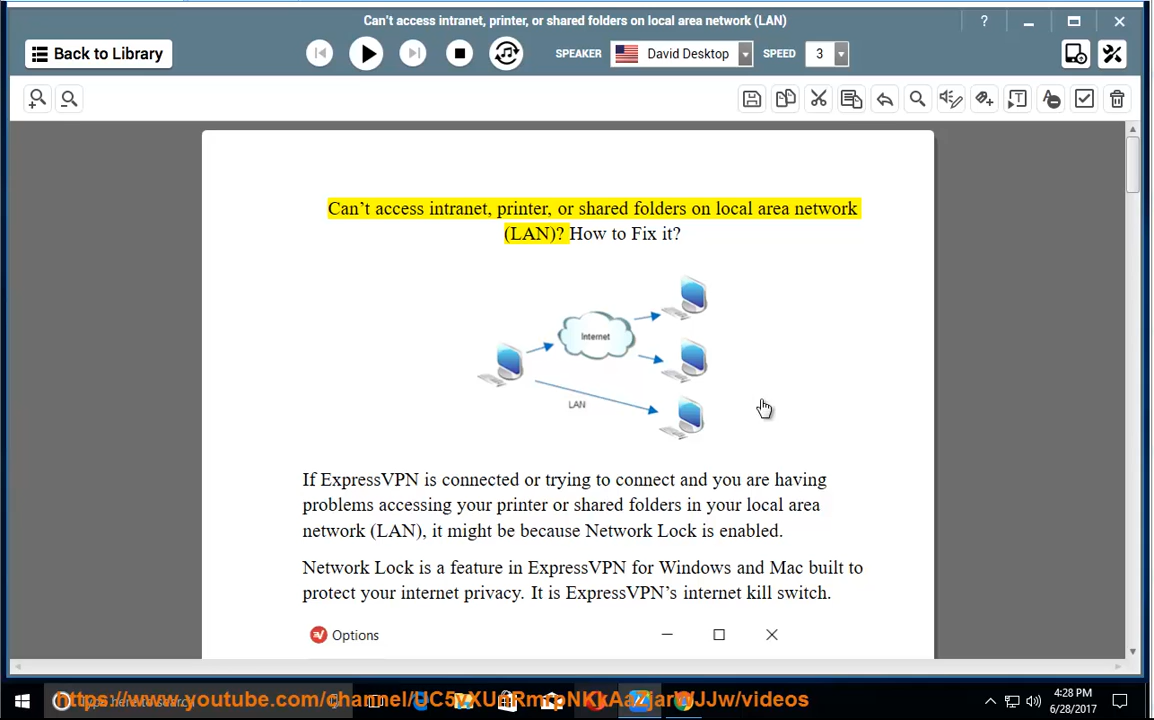 Can't access intranet, printer, or shared folders on local area network (LAN)
?
Back to Library
SPEAKER
David Desktop
SPEED
3
Can't access intranet, printer, or shared folders on local area network
(LAN)? How to Fix it?
Internet
LAN
If ExpressVPN is connected or trying to connect and you are having
problems accessing your printer or shared folders in your local area
network (LAN), it might be because Network Lock is enabled.
Network Lock is a feature in ExpressVPN for Windows and Mac built to
protect your internet privacy. It is ExpressVPN's internet kill switch.
Options
4:28 PM
6/28/2017